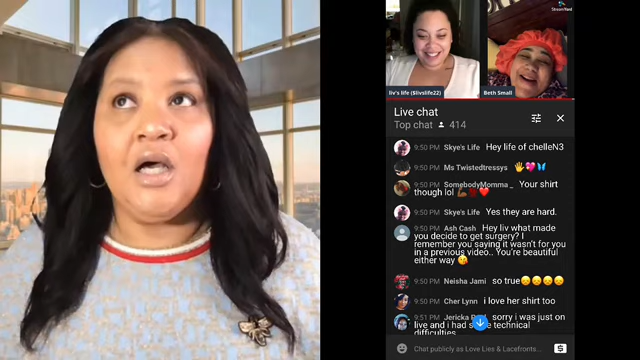 StreamYard
liv's life ($livslife22)
Beth Small
Live chat
Top chat 414
9:50 PM Skye's Life Hey life of chelleN3
9:50 PM Ms Twistedtressys
9:50 PM SomebodyMomma_ Your shirt
though lol
9:50 PM Skye's Life Yes they are hard.
9:50 PM Ash Cash Hey liv what made
you decide to get surgery? I
remember you saying it wasn't for you
in a previous video.. You're beautiful
either way
9:50 PM Neisha Jami so true
9:50 PM Cher Lynn i love her shirt too
9:51 PM Jericka sorry i was just on
live and i had technical
difficulties
Chat publicly as Love Lies & Lacefronts...